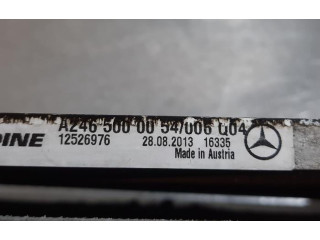 A246 500 00 54/006 Q04
DINE 12526976 28.08.2013 16335
Made in Austria